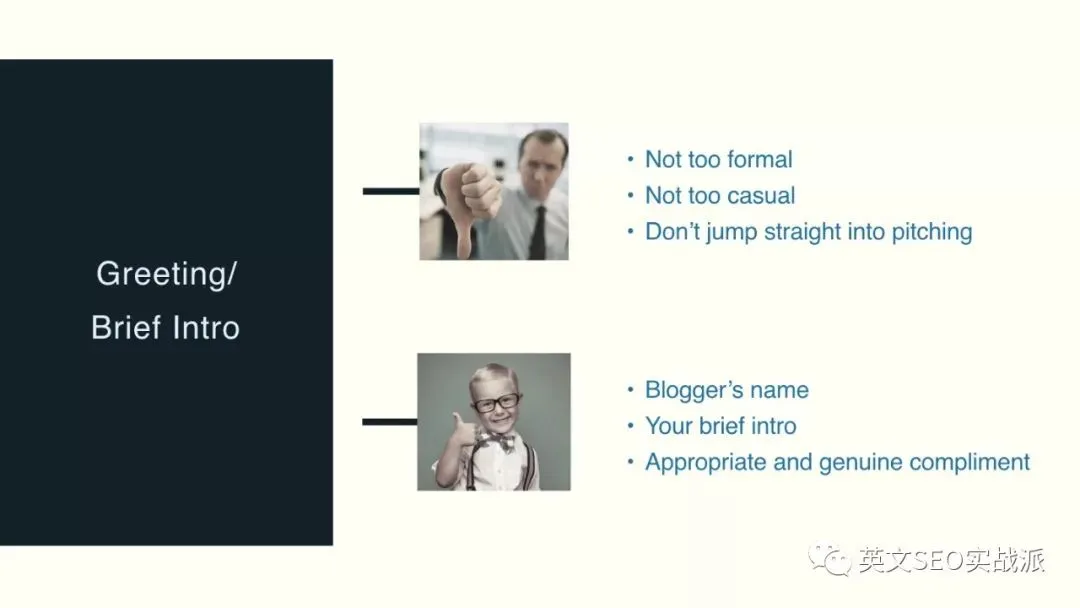 Greeting/
Brief Intro
• Not too formal
• Not too casual
• Don’t jump straight into pitching
• Blogger’s name
• Your brief intro
• Appropriate and genuine compliment
英文SEO实战派